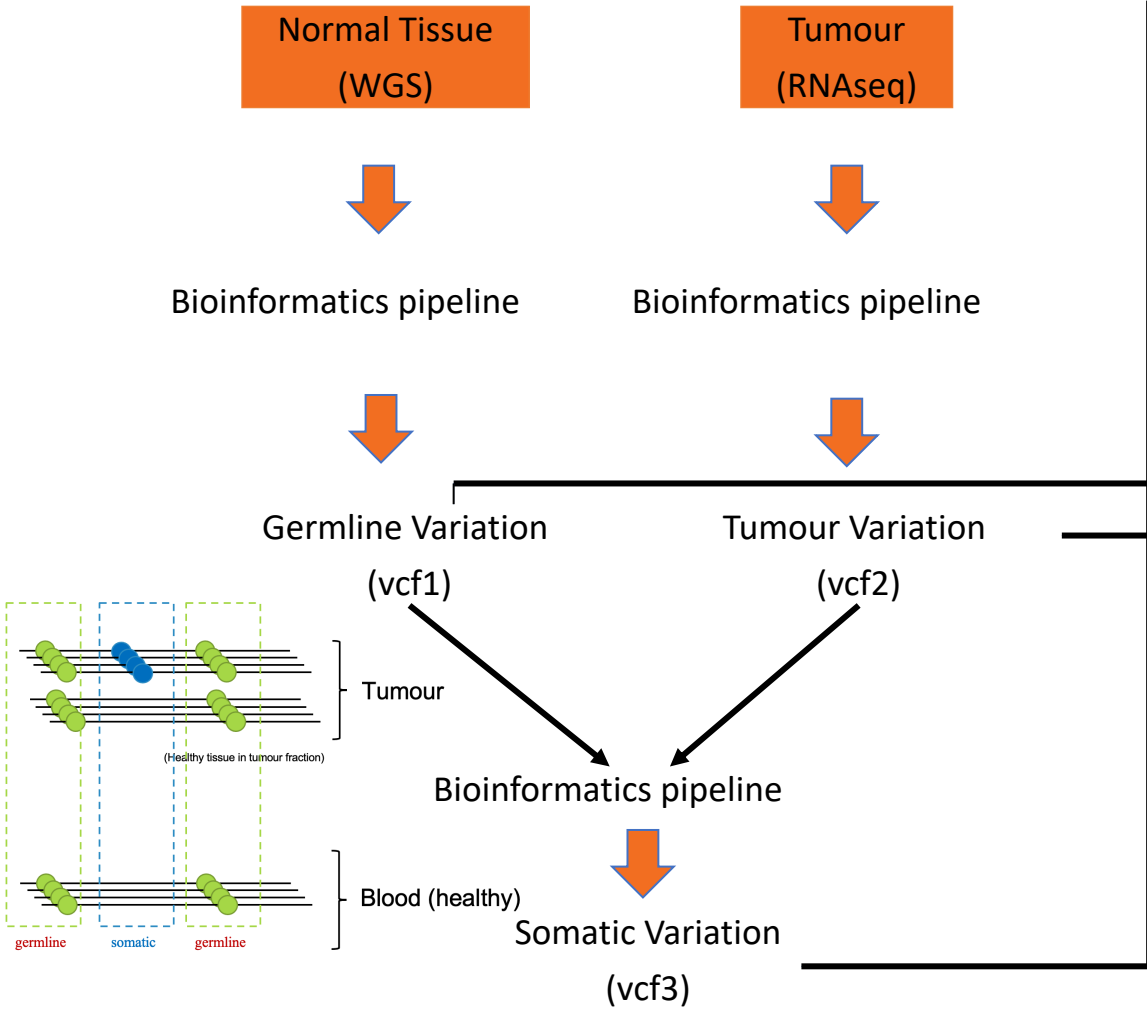 Normal Tissue
(WGS)
Tumour
(RNAseq)
Bioinformatics pipeline
Bioinformatics pipeline
Germline Variation
(vcf1)
Tumour Variation
(vcf2)
Tumour
(Healthy tissue in tumour fraction)
Bioinformatics pipeline
Blood (healthy)
germline
somatic
germline
Somatic Variation
(vcf3)